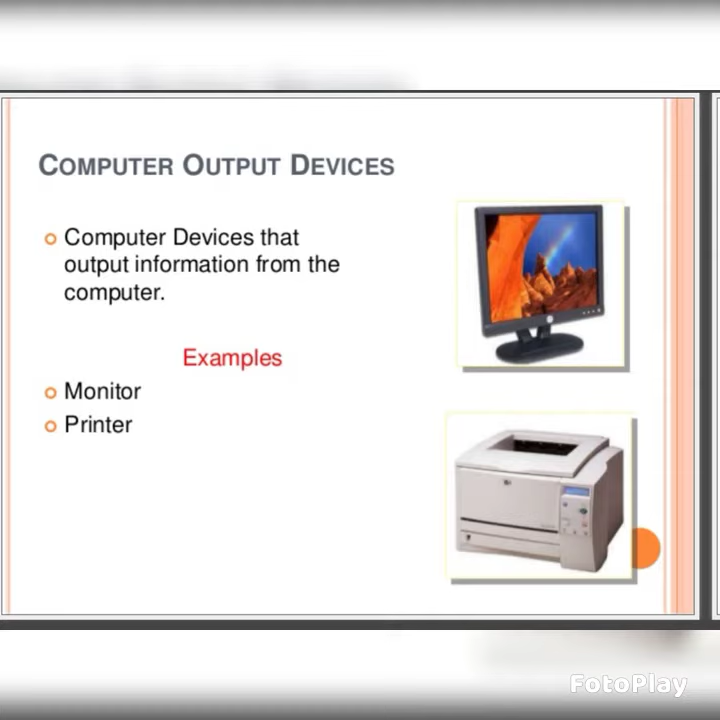 COMPUTER OUTPUT DEVICES
Computer Devices that
output information from the
computer.
Examples
Monitor
Printer
FotoPlay